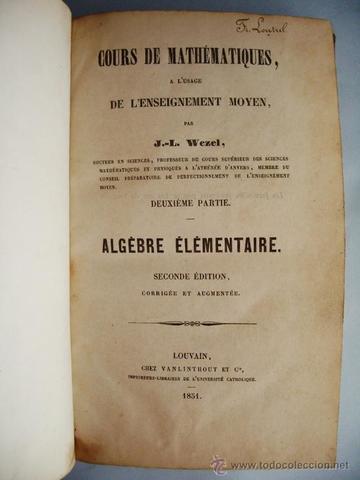 COURS DE MATHÉMATIQUES,
A L'USAGE
DE L'ENSEIGNEMENT MOYEN,
PAR
J.-L. Wezel,
DOCTEUR EN SCIENCES, PROFESSEUR DE COURS SUPÉRIEUR DES SCIENCES
MATHÉMATIQUES ET PHYSIQUES A L'ATHÉNÉE D'ANVERS, MEMBRE DU
CONSEIL PRÉPARATOIRE DE PERFECTIONNEMENT DE L'ENSEIGNEMENT
MOYEN.
DEUXIÈME PARTIE.
ALGÈBRE ÉLÉMENTAIRE.
SECONDE ÉDITION,
CORRIGÉE ET AUGMENTÉE.
LOUVAIN,
CHEZ VANLINTHOUT ET Cie,
IMPRIMEURS-LIBRAIRES DE L'UNIVERSITÉ CATHOLIQUE.
1851.
todocoleccion.net